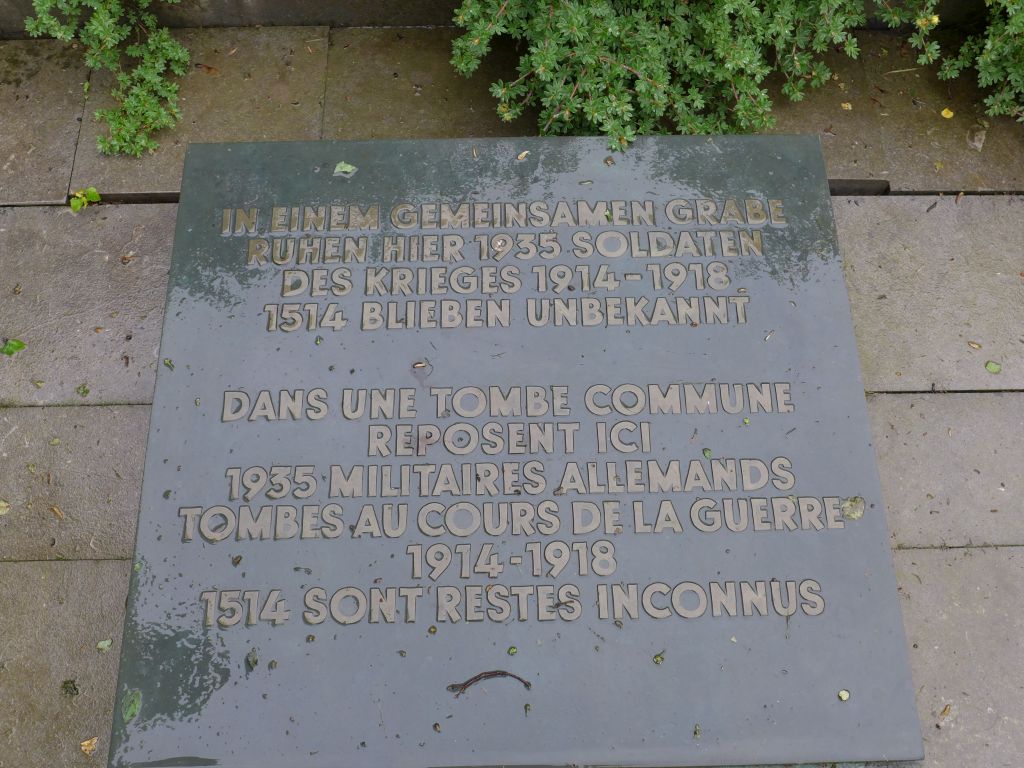 IN EINEM GEMEINSAMEN GRABE
RUHEN HIER 1935 SOLDATEN
DES KRIEGES 1914-1918
1514 BLIEBEN UNBEKANNT
DANS UNE TOMBE COMMUNE
REPOSENT ICI
1935 MILITAIRES ALLEMANDS
TOMBES AU COURS DE LA GUERRE
1914-1918
1514 SONT RESTES INCONNUS